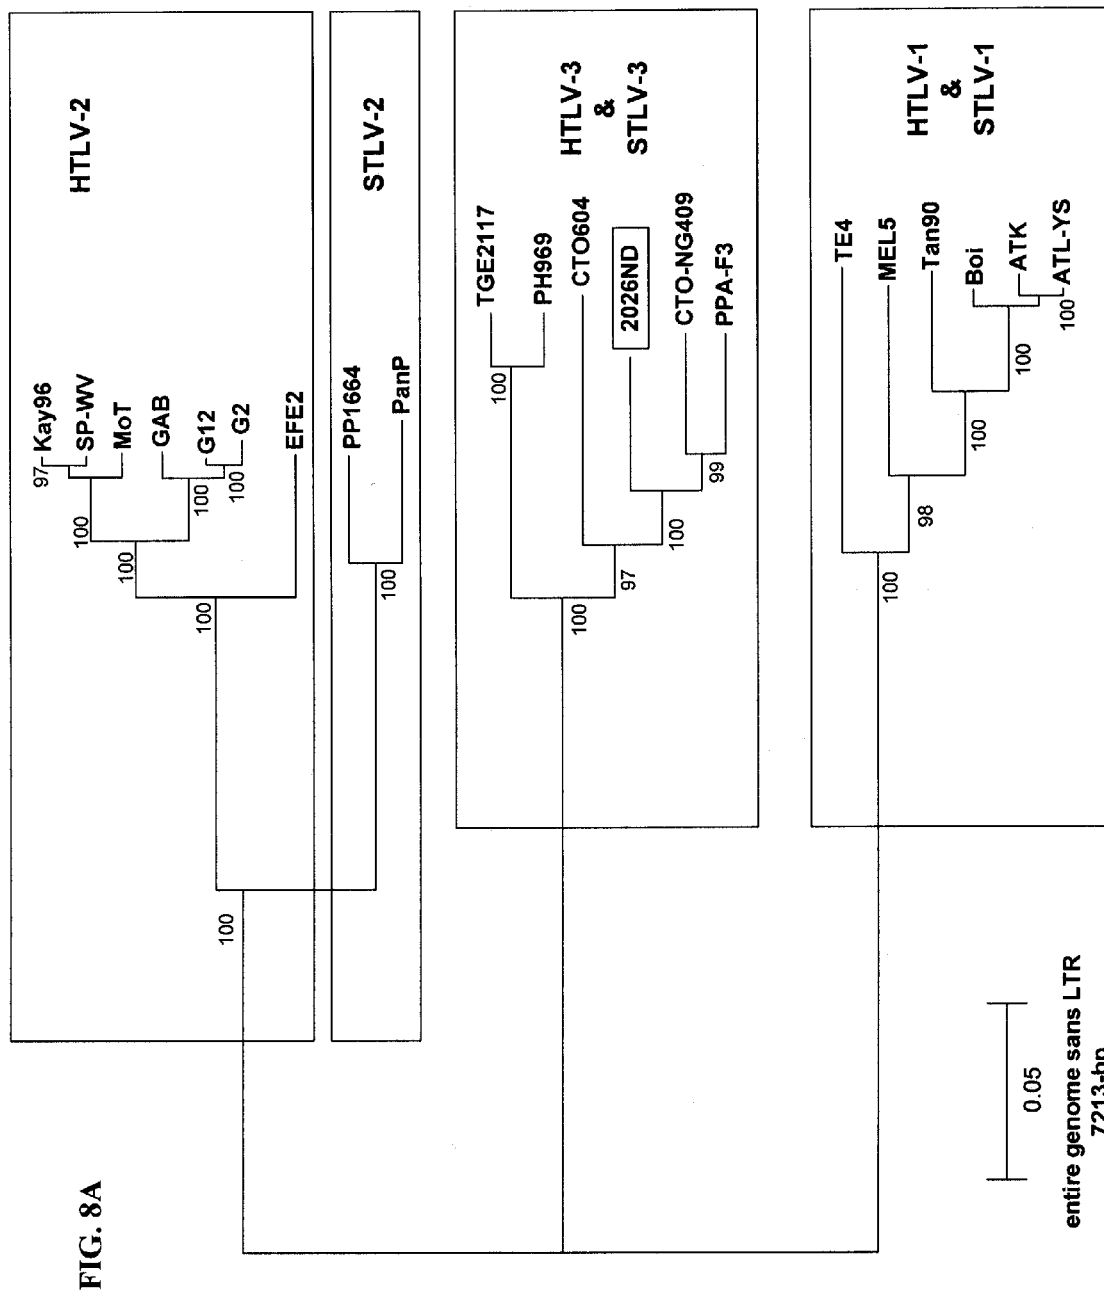 FIG. 8A
HTLV-2
Kay96
97
SP-WV
100
MoT
100
GAB
100
G12
100
G2
100
EFE2
100
STLV-2
PP1664
100
PanP
HTLV-3
&
STLV-3
TGE2117
100
PH969
100
CTO604
97
2026ND
100
CTO-NG409
99
PPA-F3
HTLV-1
&
STLV-1
TE4
100
MEL5
98
Tan90
100
Boi
100
ATK
100
ATL-YS
0.05
entire genome sans LTR
7213-bp